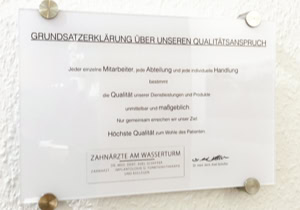 GRUNDSATZERKLÄRUNG ÜBER UNSEREN QUALITÄTSANSPRUCH
Jeder einzelne Mitarbeiter, jede Abteilung und jede individuelle Handlung
bestimmt
die Qualität unserer Dienstleistungen und Produkte
unmittelbar und maßgeblich.
Nur gemeinsam erreichen wir unser Ziel:
Höchste Qualität zum Wohle des Patienten.
ZAHNÄRZTE AM WASSERTURM